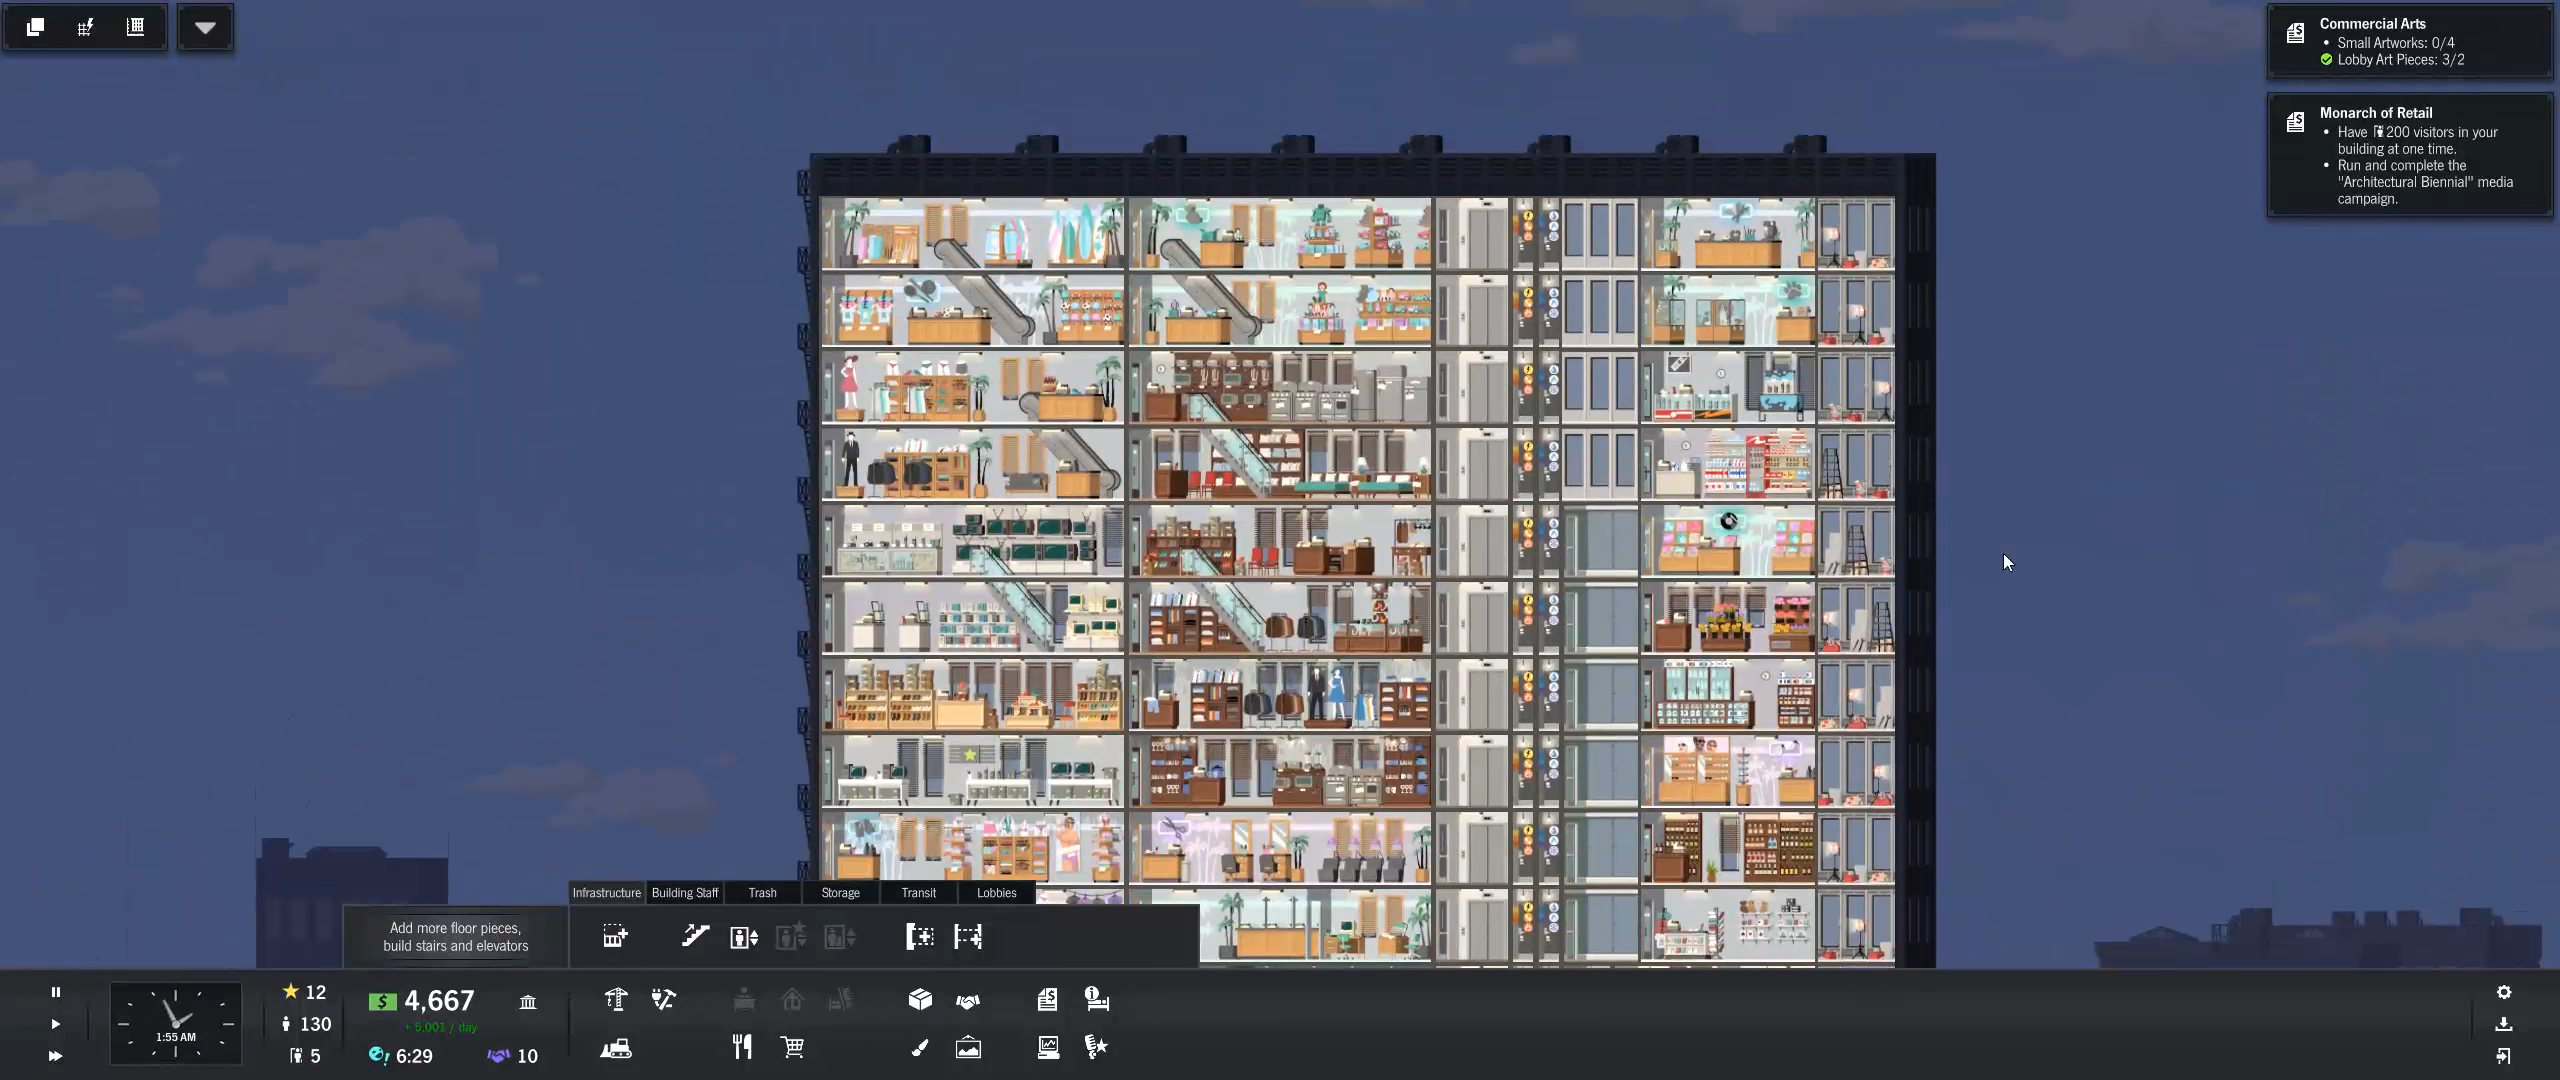 Commercial Arts
• Small Artworks: 0/4
Lobby Art Pieces: 3/2
Monarch of Retail
• Have 200 visitors in your
building at one time.
• Run and complete the
"Architectural Biennial" media
campaign.
Infrastructure
Building Staff
Trash
Storage
Transit
Lobbies
Add more floor pieces,
build stairs and elevators
1:55 AM
12
130
5
$ 4,667
+ 5,001 / day
6:29
10